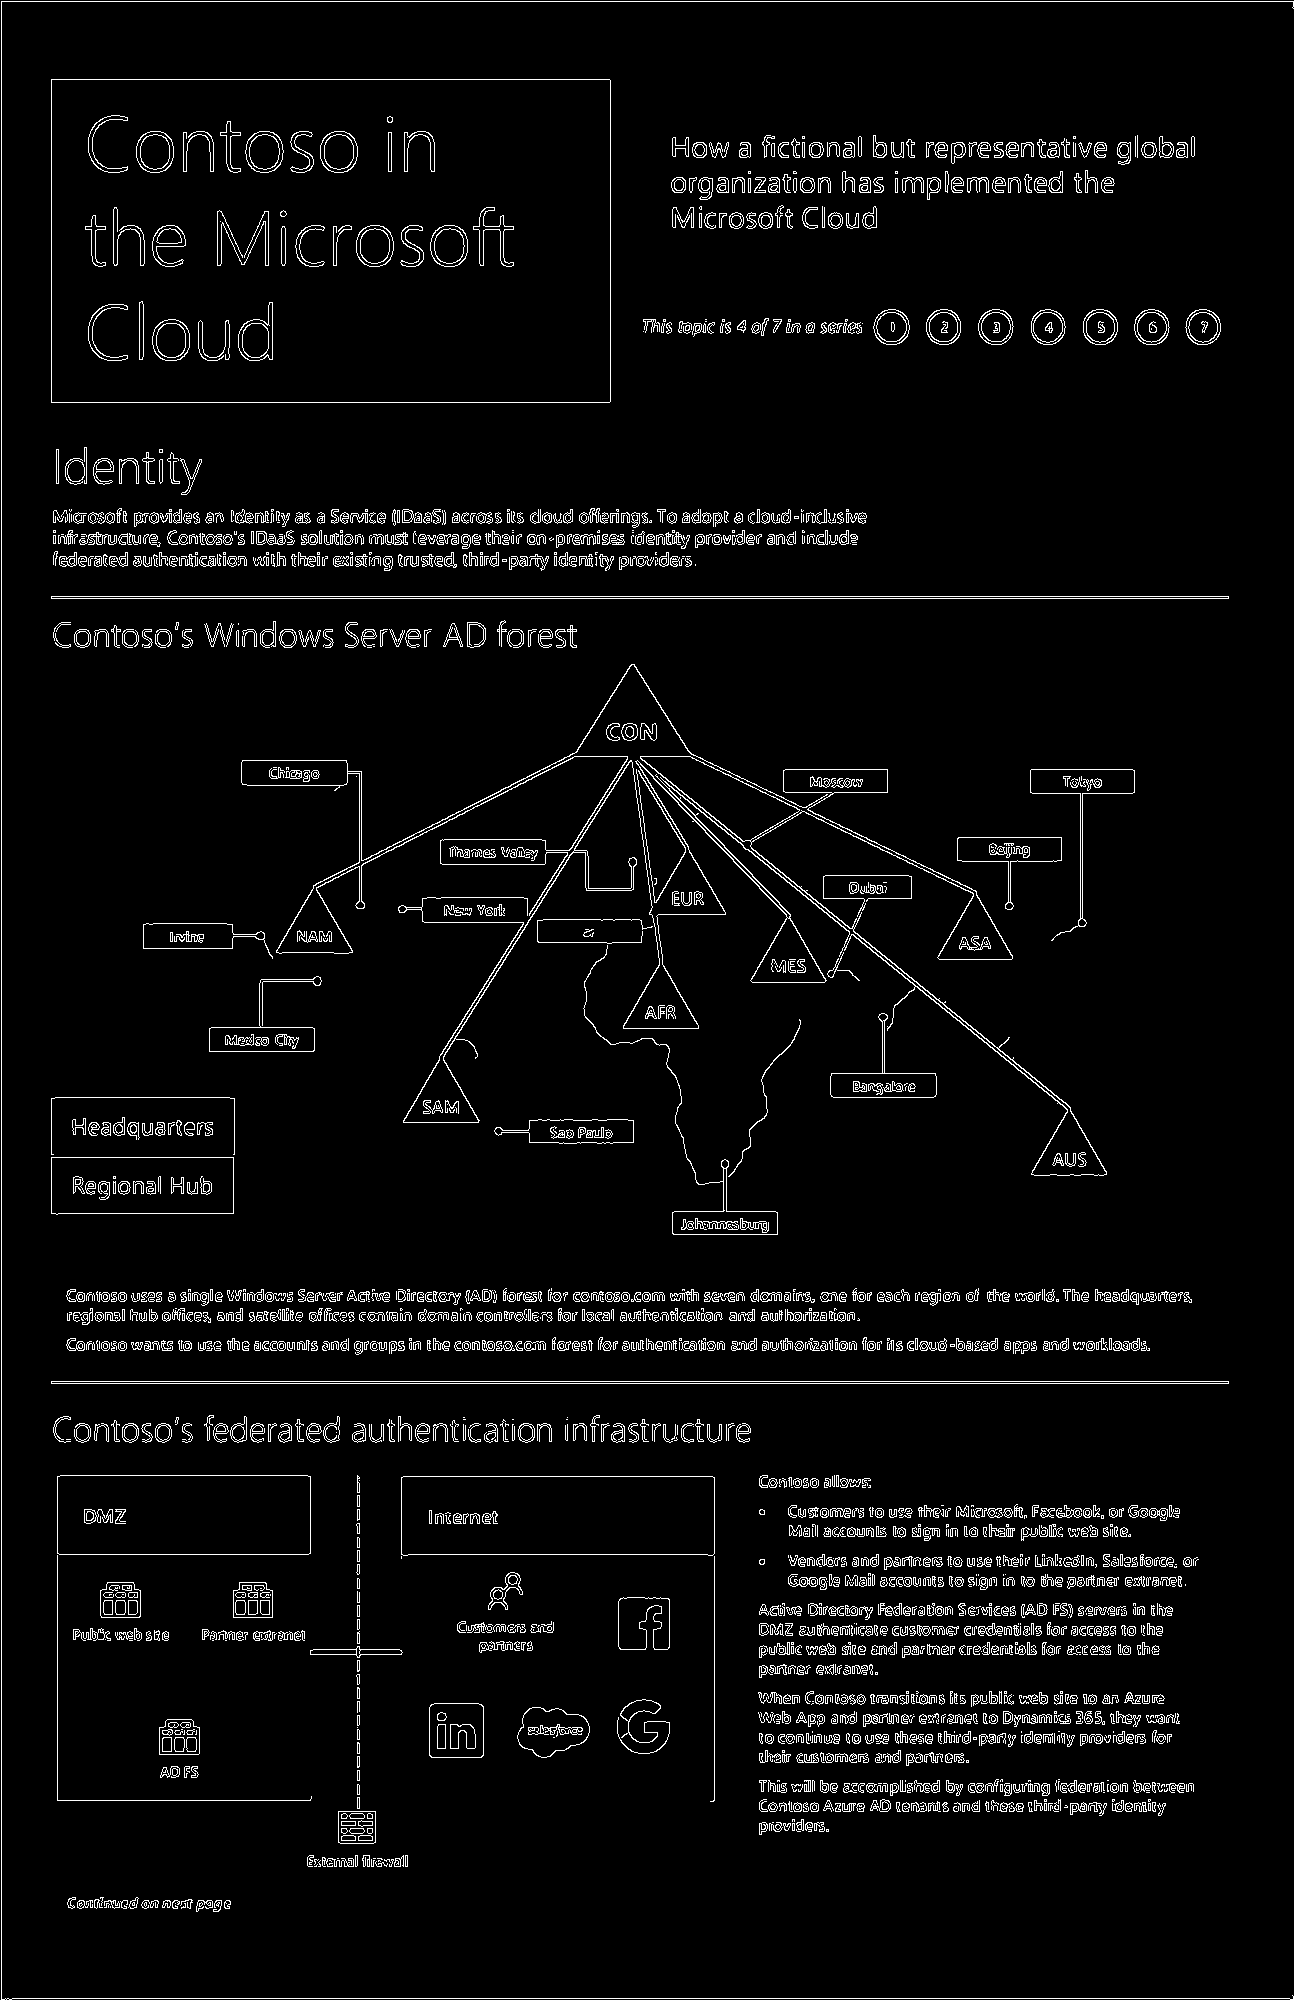 Contoso in
the Microsoft
Cloud
How a fictional but representative global
organization has implemented the
Microsoft Cloud
This topic is 4 of 7 in a series
1 2 3 4 5 6 7
Identity
Microsoft provides an Identity as a Service (IDaaS) across its cloud offerings. To adopt a cloud-inclusive
infrastructure, Contoso's IDaaS solution must leverage their on-premises identity provider and include
federated authentication with their existing trusted, third-party identity providers.
Contoso's Windows Server AD forest
CON
Chicago
Moscow
Tokyo
Thames Valley
Beijing
EUR
Dubai
New York
Irvine
NAM
ASA
MES
AFR
Mexico City
Bangalore
SAM
Sao Paulo
Headquarters
AUS
Regional Hub
Johannesburg
Contoso uses a single Windows Server Active Directory (AD) forest for contoso.com with seven domains, one for each region of the world. The headquarters,
regional hub offices, and satellite offices contain domain controllers for local authentication and authorization.
Contoso wants to use the accounts and groups in the contoso.com forest for authentication and authorization for its cloud-based apps and workloads.
Contoso's federated authentication infrastructure
DMZ
Public web site
Partner extranet
AD FS
Internet
Customers and
partners
in
salesforce
External firewall
Contoso allows:
• Customers to use their Microsoft, Facebook, or Google
Mail accounts to sign in to their public web site.
• Vendors and partners to use their LinkedIn, Salesforce, or
Google Mail accounts to sign in to the partner extranet.
Active Directory Federation Services (AD FS) servers in the
DMZ authenticate customer credentials for access to the
public web site and partner credentials for access to the
partner extranet.
When Contoso transitions its public web site to an Azure
Web App and partner extranet to Dynamics 365, they want
to continue to use these third-party identity providers for
their customers and partners.
This will be accomplished by configuring federation between
Contoso Azure AD tenants and these third-party identity
providers.
Continued on next page